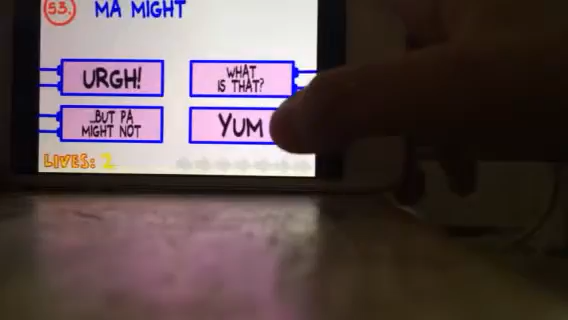 53.
MA MIGHT
URGH!
WHAT
IS THAT?
...BUT PA
MIGHT NOT
YUM
LIVES: 2